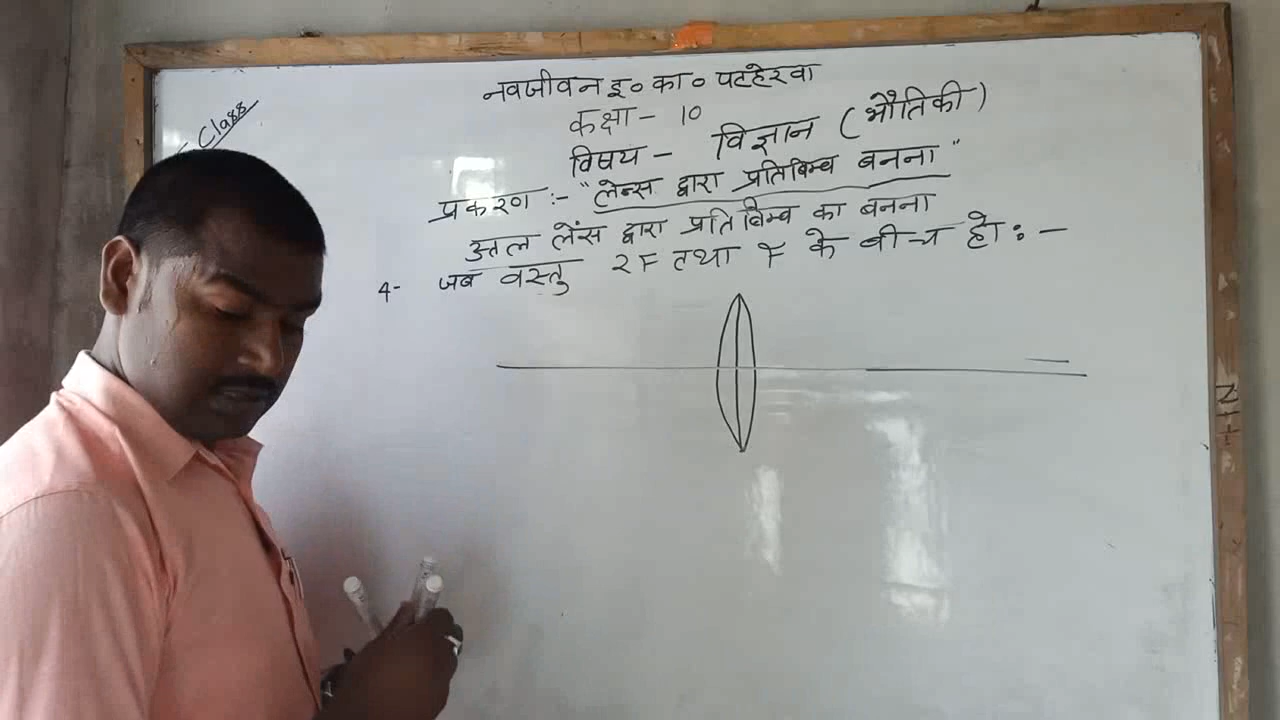 Class
नवजीवन इ० का० पटहेरवा
कक्षा - 10
विषय - विज्ञान (भौतिकी)
प्रकरण :- "लेन्स द्वारा प्रतिबिम्ब बनना"
उत्तल लेंस द्वारा प्रतिबिम्ब का बनना
4- जब वस्तु 2F तथा F के बीच हो :-